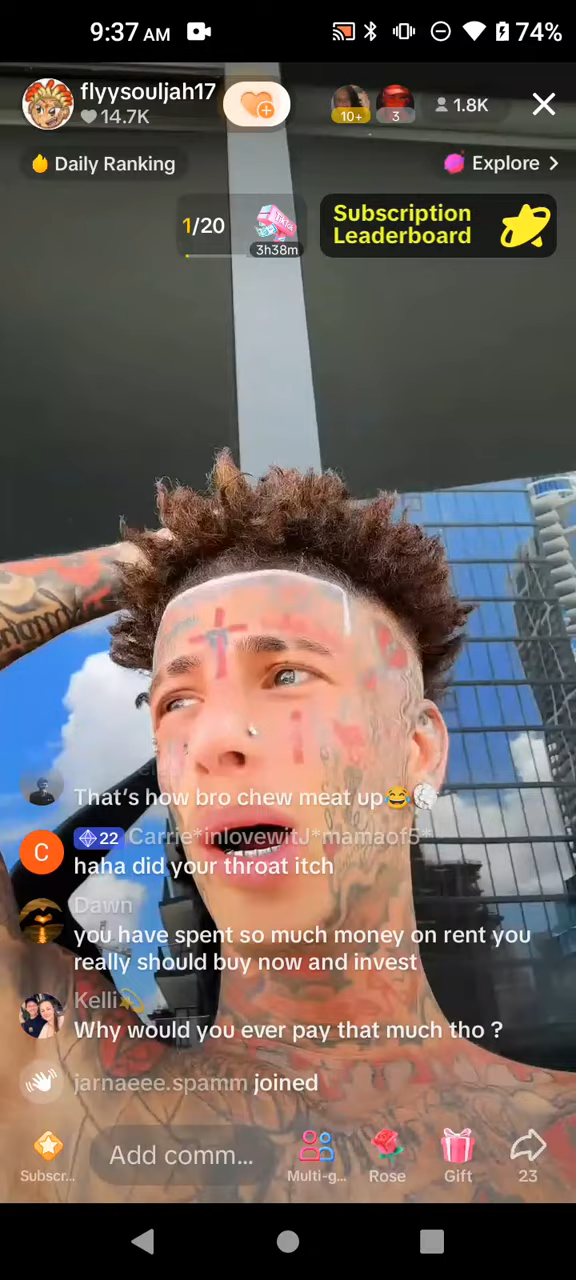 9:37 AM
74%
flyysouljah17
14.7K
10+
3
1.8K
Daily Ranking
Explore
1/20
3h38m
Subscription
Leaderboard
That's how bro chew meat up😂
C
22 Carrie*inlovewitJ*mamaof5*
haha did your throat itch
Dawn
you have spent so much money on rent you
really should buy now and invest
Kelli💫
Why would you ever pay that much tho ?
jarnaeee.spamm joined
Add comm...
Subscr...
Multi-g...
Rose
Gift
23